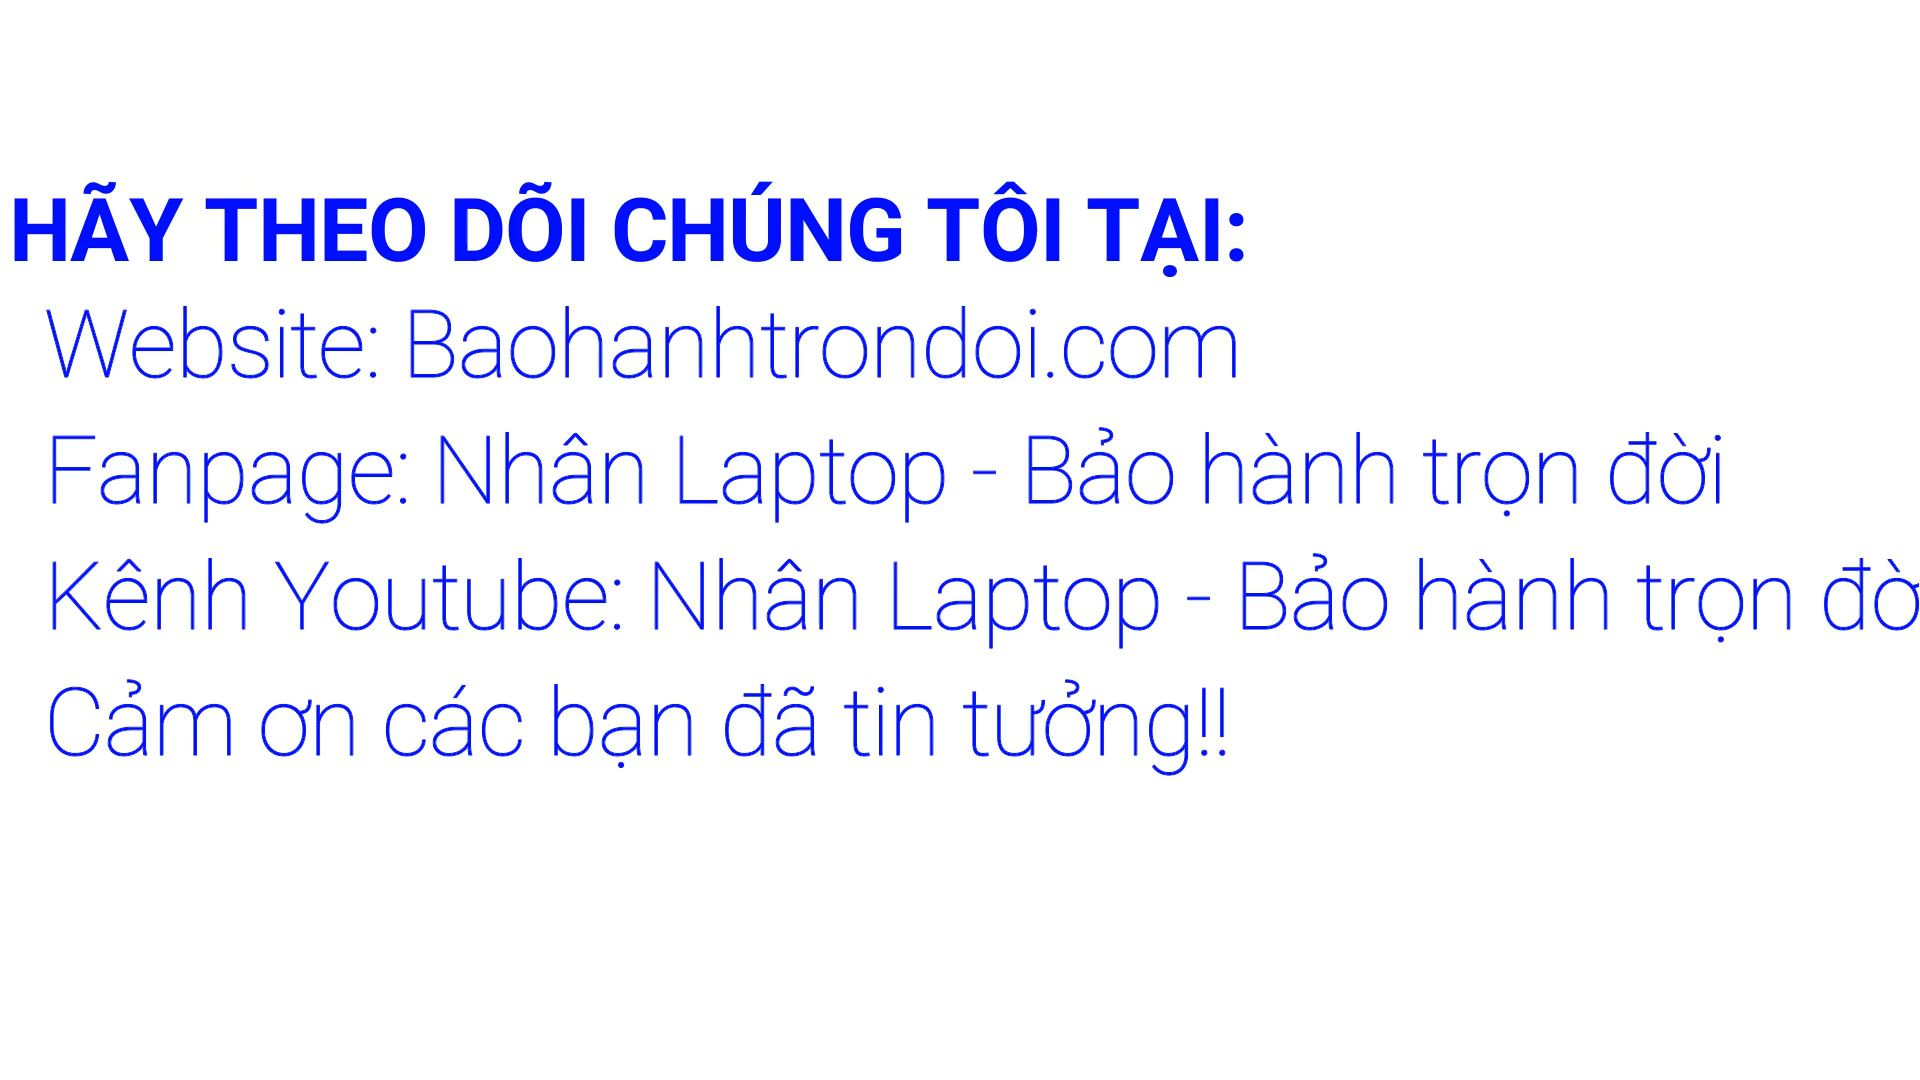 HÃY THEO DÕI CHÚNG TÔI TẠI:
Website: Baohanhtrondoi.com
Fanpage: Nhân Laptop - Bảo hành trọn đời
Kênh Youtube: Nhân Laptop - Bảo hành trọn đờ
Cảm ơn các bạn đã tin tưởng!!